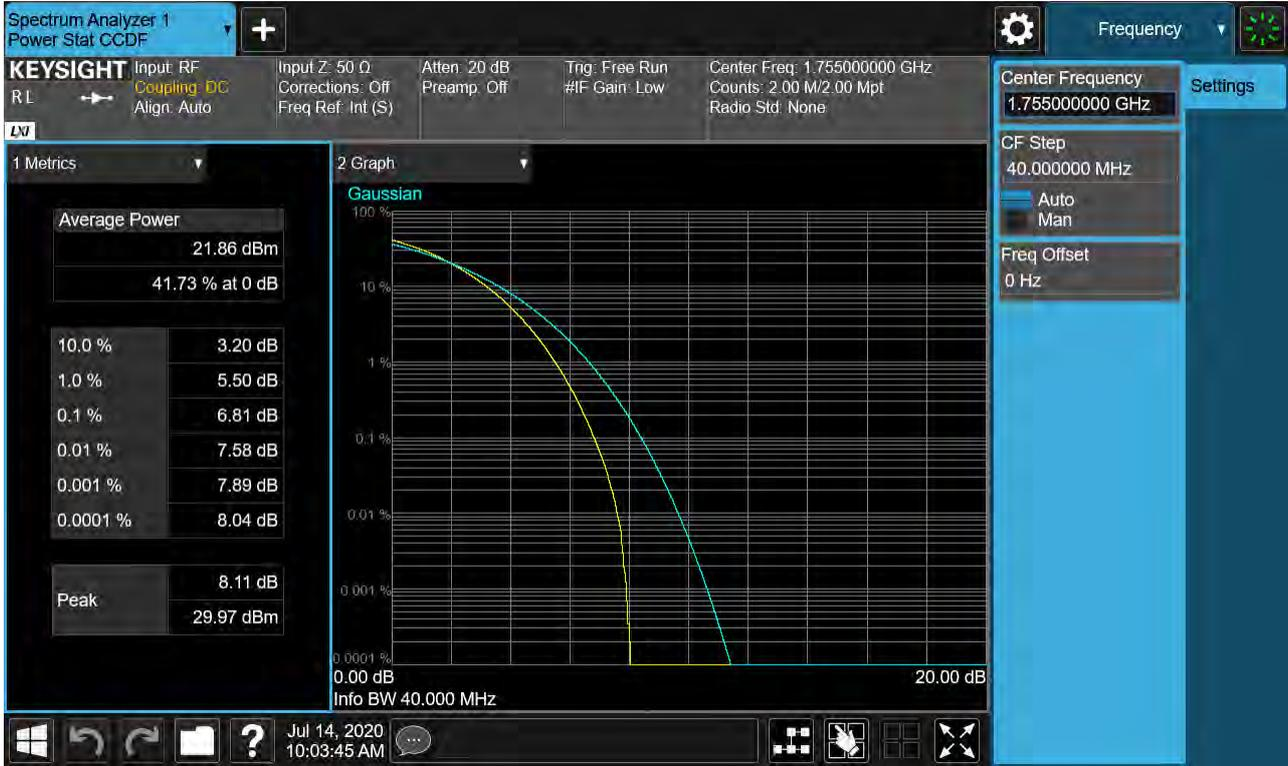 Spectrum Analyzer 1
Power Stat CCDF
Frequency
KEYSIGHT
R L
LXI
Input: RF
Coupling: DC
Align: Auto
Input Z: 50 Ω
Corrections: Off
Freq Ref: Int (S)
Atten: 20 dB
Preamp: Off
Trig: Free Run
#IF Gain: Low
Center Freq: 1.755000000 GHz
Counts: 2.00 M/2.00 Mpt
Radio Std: None
1 Metrics
Average Power
21.86 dBm
41.73 % at 0 dB
10.0 % 3.20 dB
1.0 % 5.50 dB
0.1 % 6.81 dB
0.01 % 7.58 dB
0.001 % 7.89 dB
0.0001 % 8.04 dB
Peak
8.11 dB
29.97 dBm
2 Graph
Gaussian
100 %
10 %
1 %
0.1 %
0.01 %
0.001 %
0.0001 %
0.00 dB 20.00 dB
Info BW 40.000 MHz
Center Frequency
1.755000000 GHz
CF Step
40.000000 MHz
Auto
Man
Freq Offset
0 Hz
Settings
?
Jul 14, 2020
10:03:45 AM